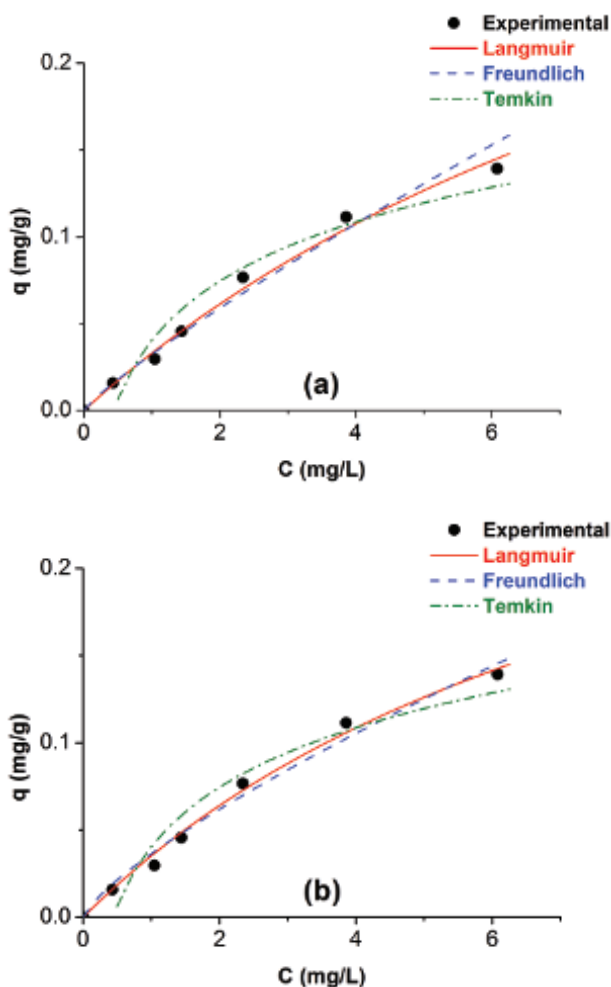 Experimental
Langmuir
Freundlich
Temkin
0.2
0.1
0.0
q (mg/g)
(a)
0 2 4 6
C (mg/L)
Experimental
Langmuir
Freundlich
Temkin
0.2
0.1
0.0
q (mg/g)
(b)
0 2 4 6
C (mg/L)